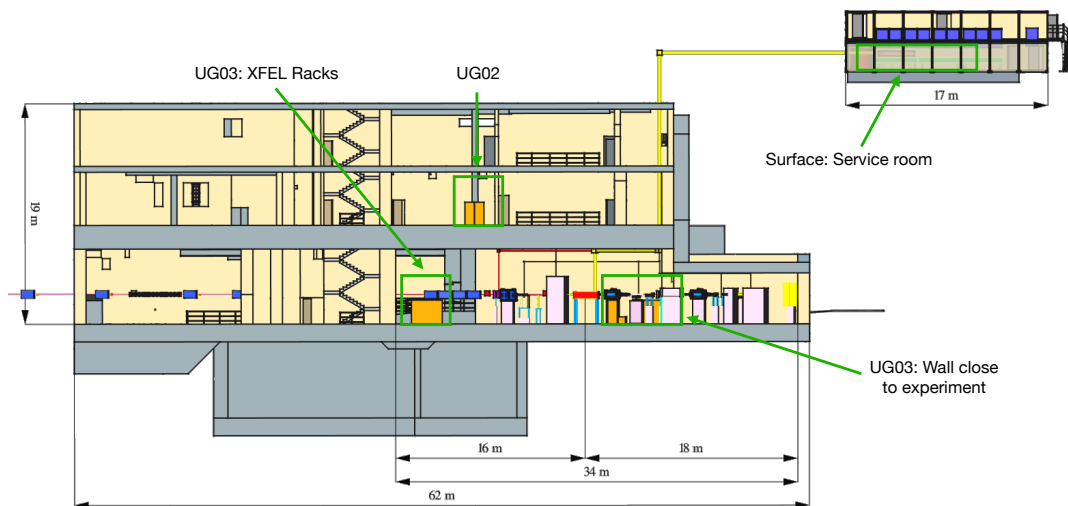 UG03: XFEL Racks
UG02
17 m
Surface: Service room
19 m
UG03: Wall close
to experiment
16 m
18 m
34 m
62 m